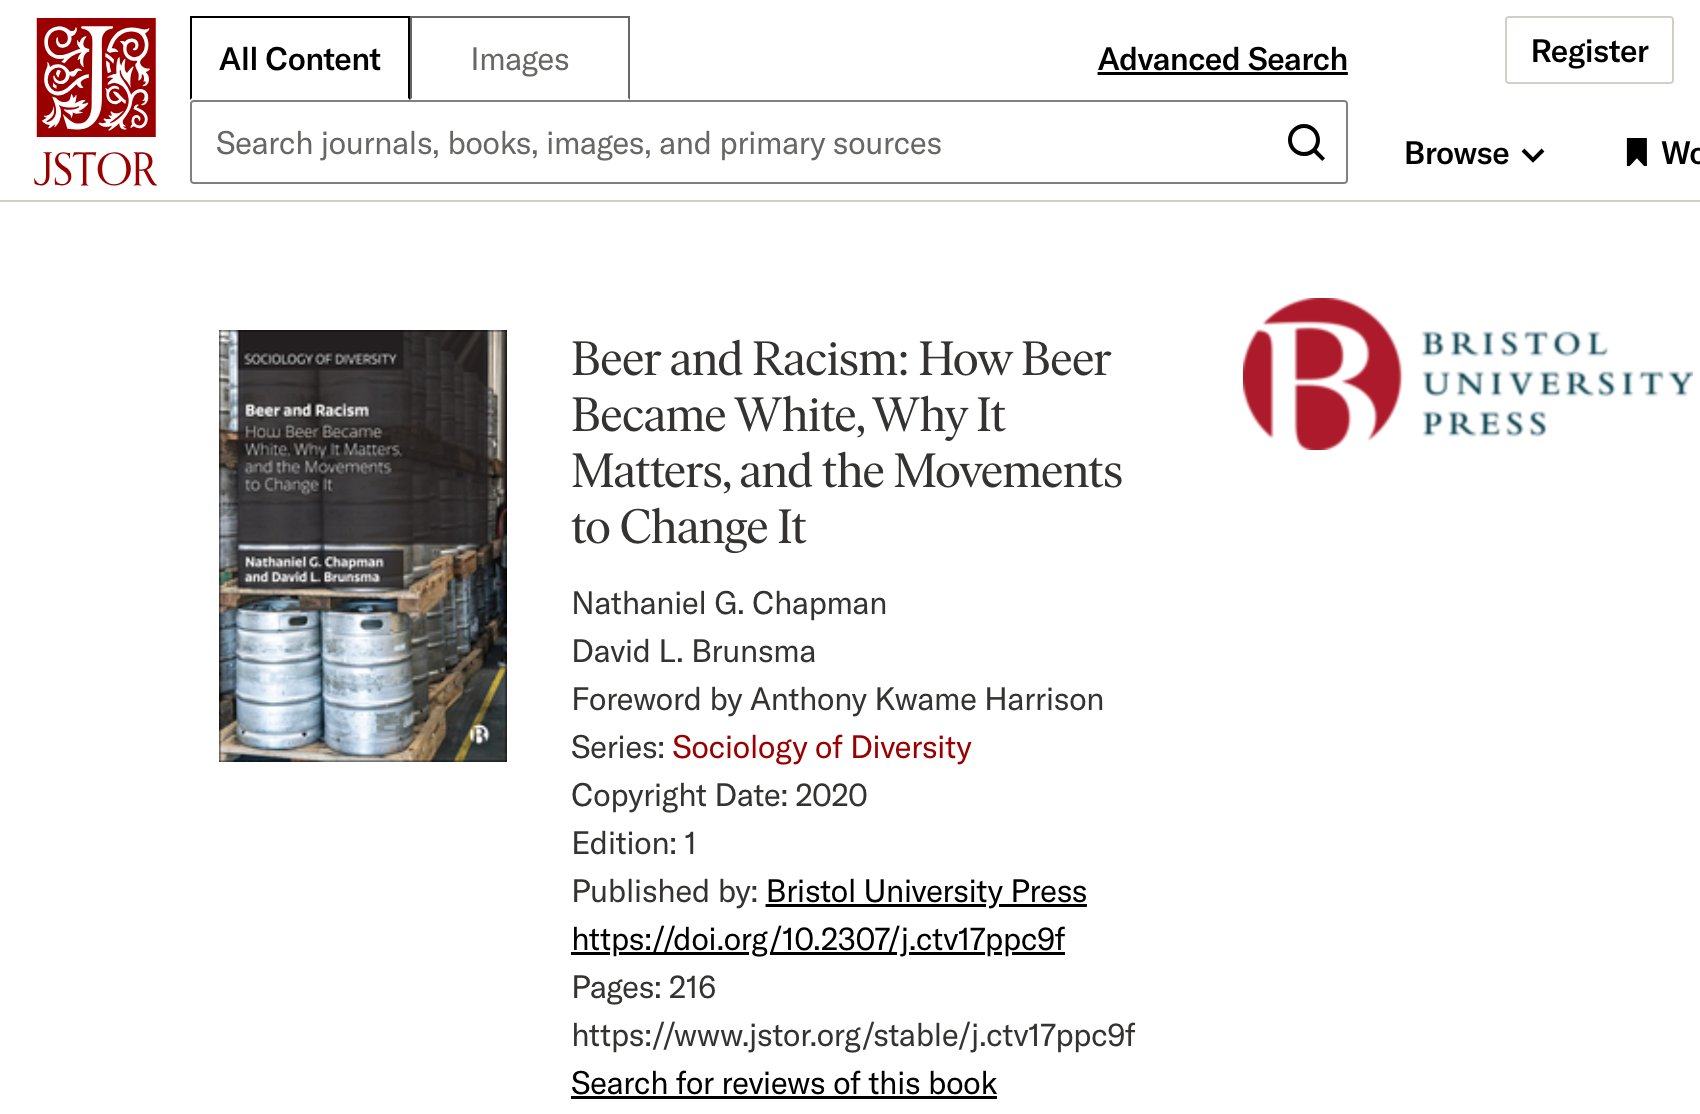 All Content
Images
Advanced Search
Register
JSTOR
Search journals, books, images, and primary sources
Browse
BRISTOL
UNIVERSITY
PRESS
SOCIOLOGY OF DIVERSITY
Beer and Racism
How Beer Became
White, Why It Matters,
and the Movements
to Change It
Nathaniel G. Chapman
and David L. Brunsma
Beer and Racism: How Beer
Became White, Why It
Matters, and the Movements
to Change It
Nathaniel G. Chapman
David L. Brunsma
Foreword by Anthony Kwame Harrison
Series: Sociology of Diversity
Copyright Date: 2020
Edition: 1
Published by: Bristol University Press
https://doi.org/10.2307/j.ctv17ppc9f
Pages: 216
https://www.jstor.org/stable/j.ctv17ppc9f
Search for reviews of this book